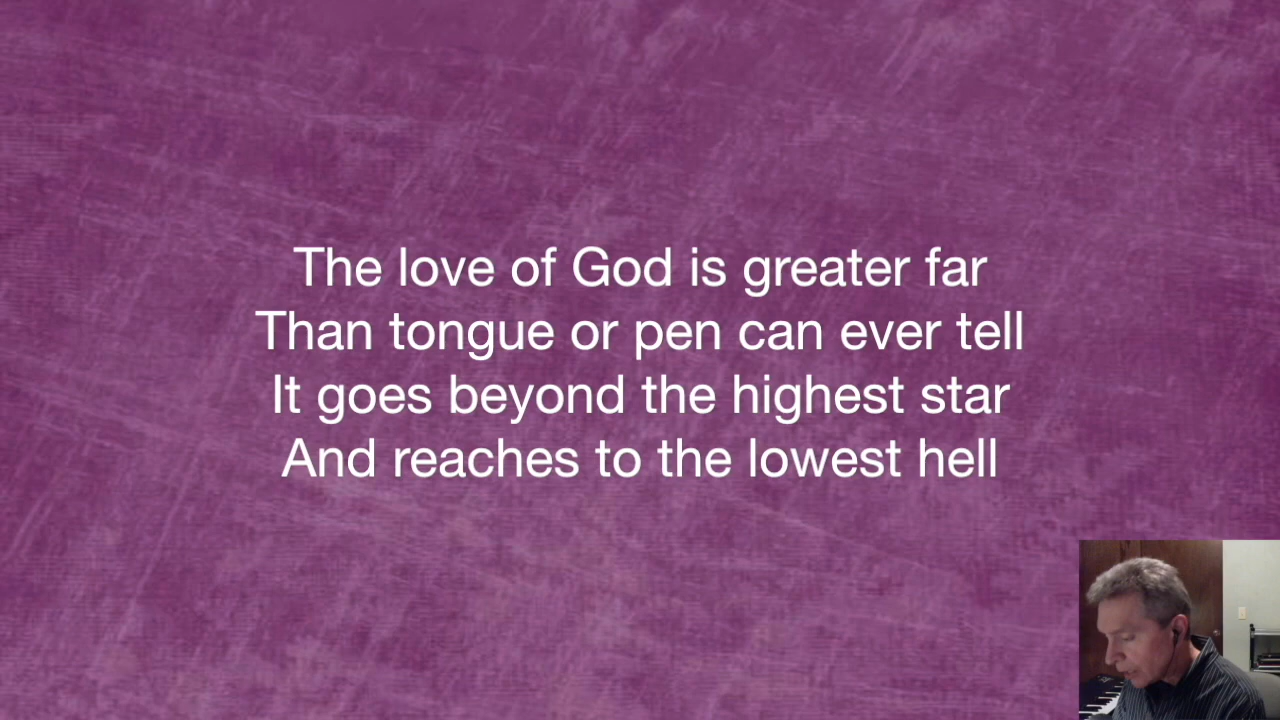 The love of God is greater far
Than tongue or pen can ever tell
It goes beyond the highest star
And reaches to the lowest hell